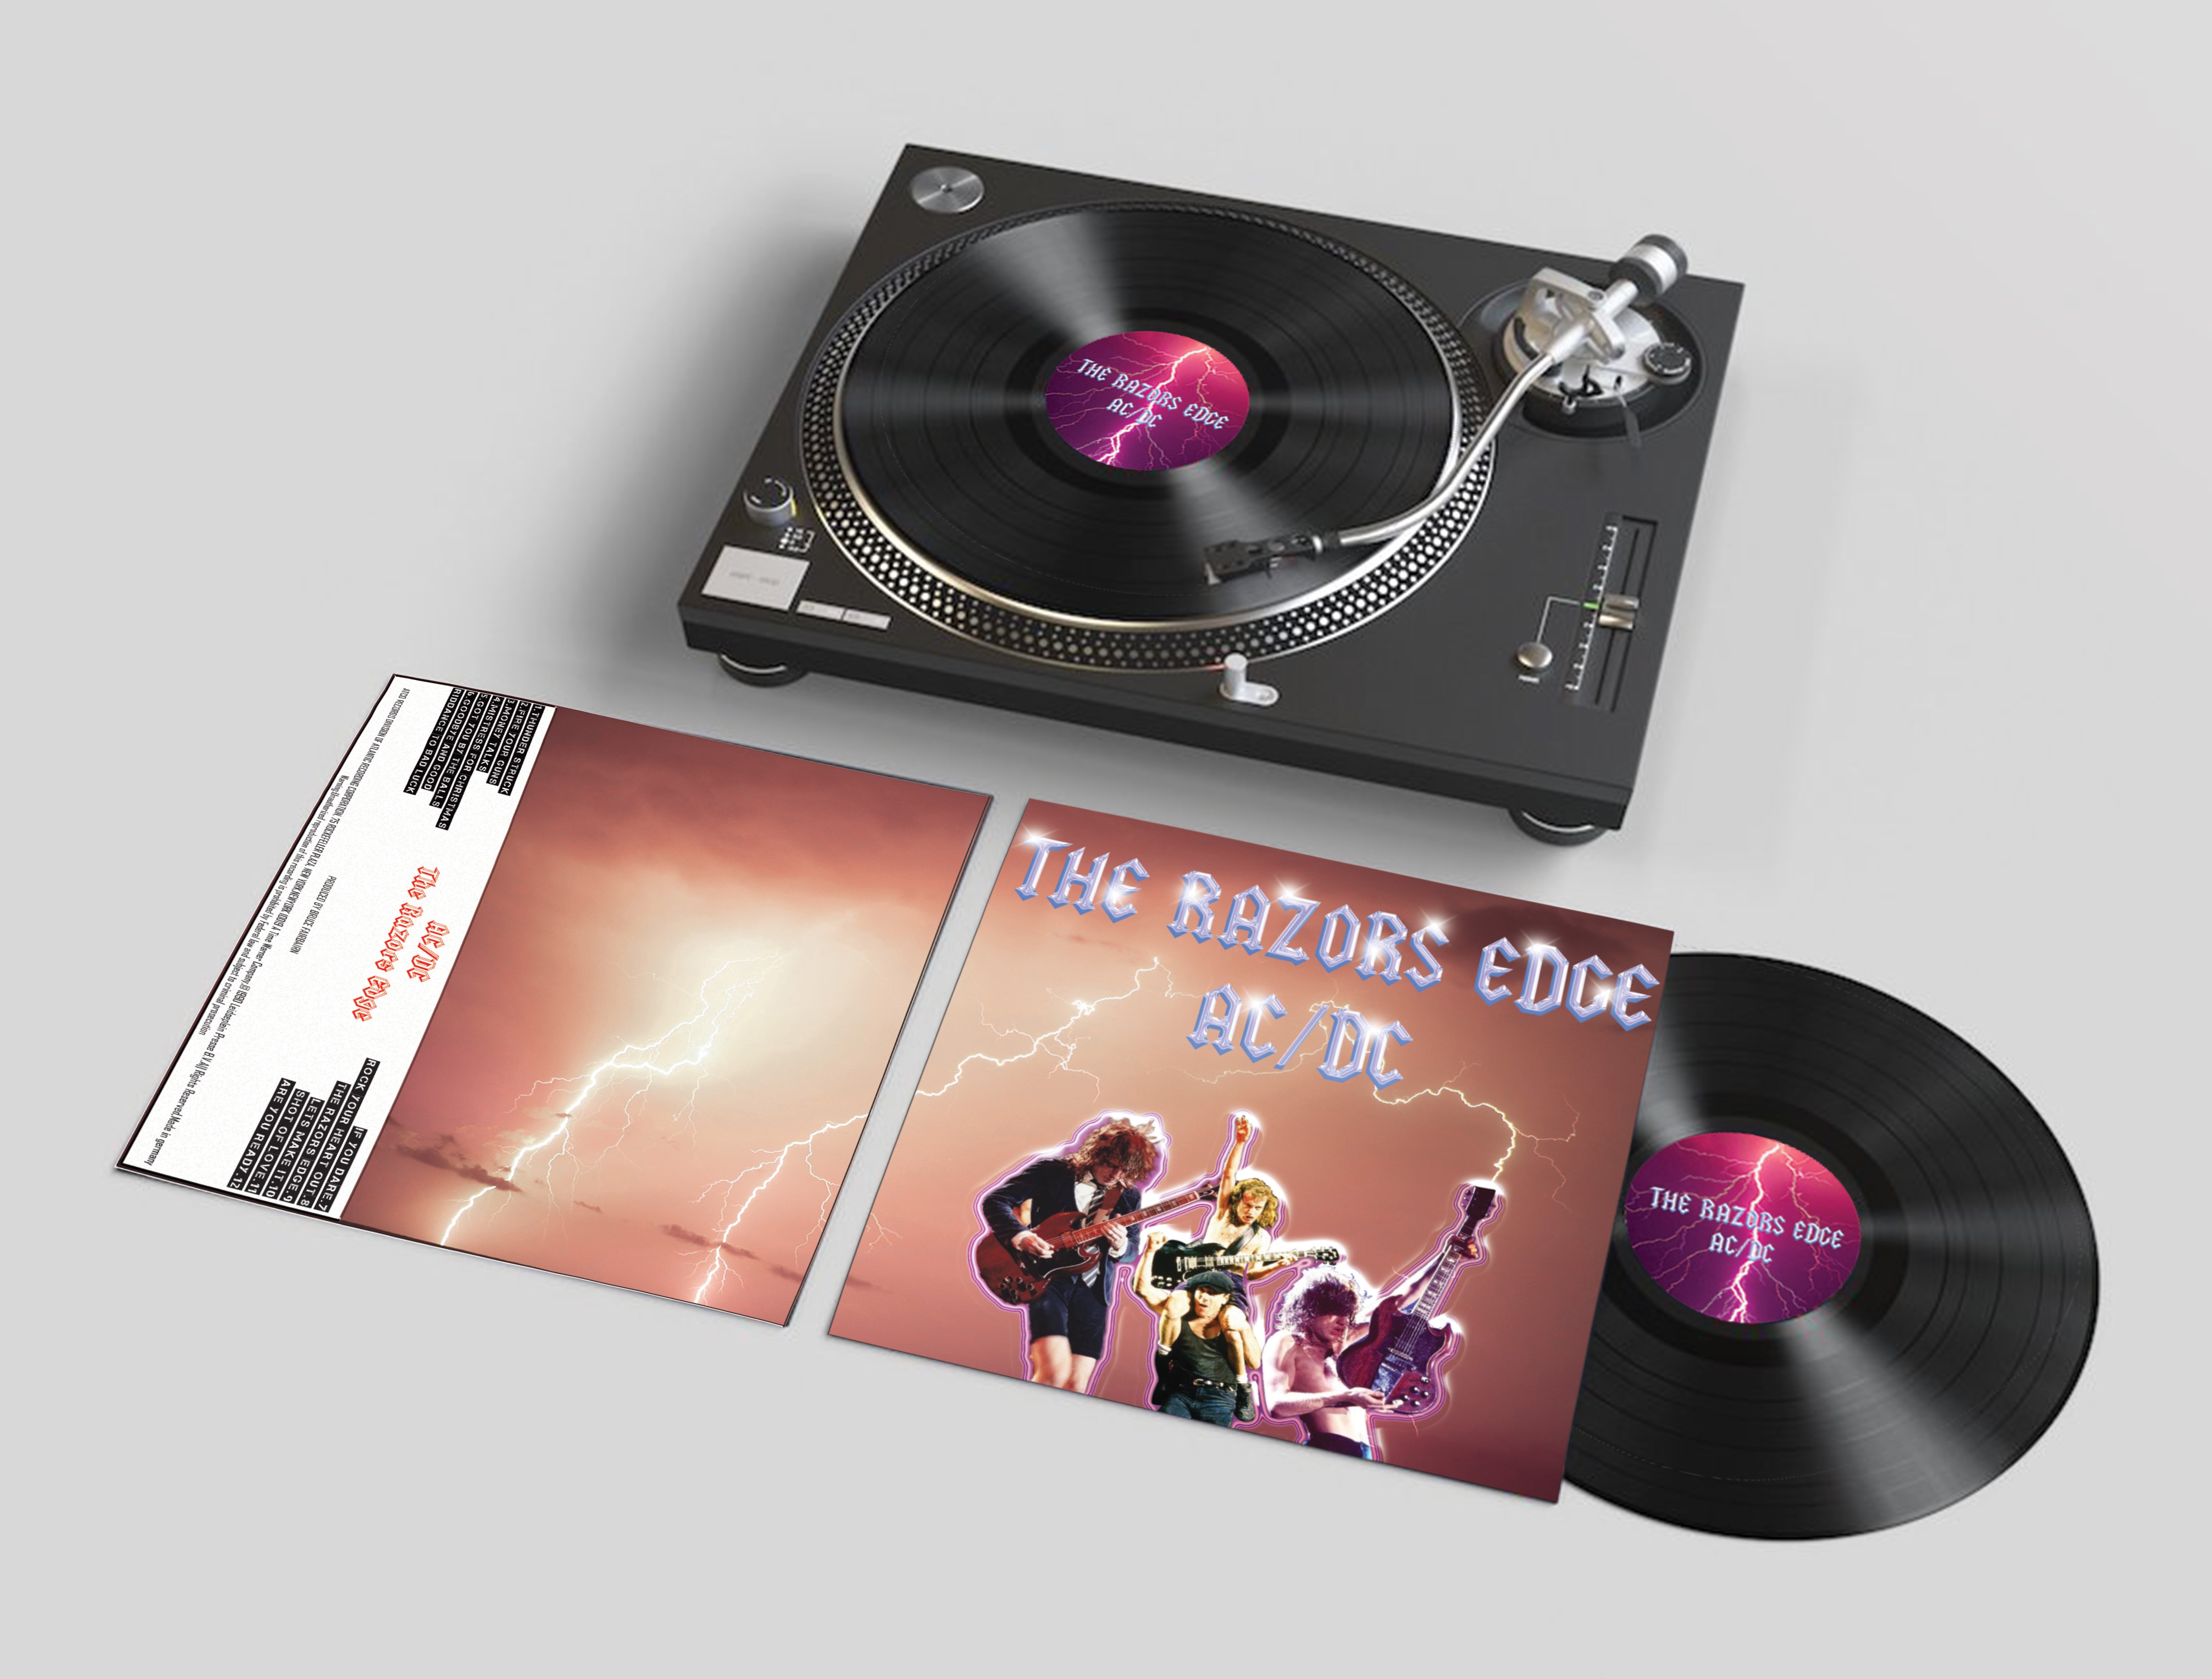 THE RAZORS EDGE
AC/DC
THE RAZORS EDGE
AC/DC
THE RAZORS EDGE
AC/DC
1.THUNDER STRUCK
2.FIRE YOUR GUNS
3.MONEY TALKS
4.MISTRESS FOR
5.GOT YOU BY THE BALLS
6.GOODBYE AND GOOD
RIDDANCE TO BAD LUCK
AC/DC
The Razors Edge
IF YOU DARE.7
ROCK YOUR HEART OUT.8
THE RAZORS EDGE.9
LETS MAKE IT.10
SHOT OF LOVE.11
ARE YOU READY.12
PRODUCED BY BRUCE FAIRBAIRN